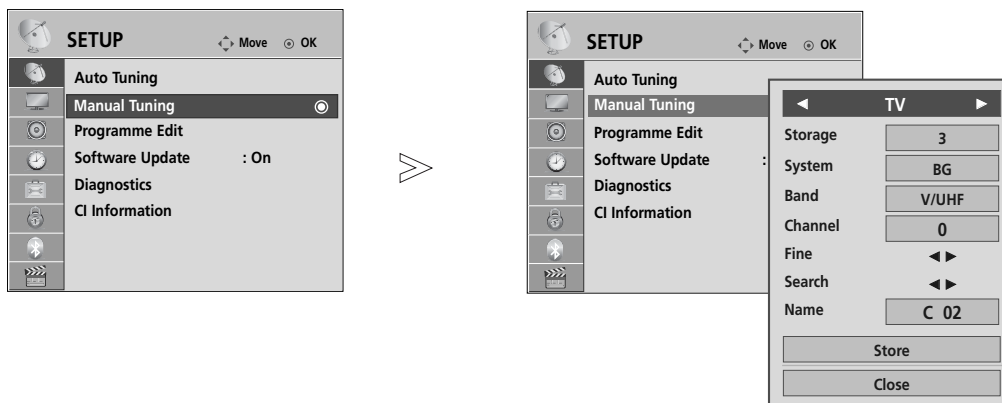 SETUP Move OK
Auto Tuning
Manual Tuning
Programme Edit
Software Update : On
Diagnostics
CI Information
SETUP Move OK
Auto Tuning
Manual Tuning
Programme Edit
Software Update :
Diagnostics
CI Information
TV
Storage 3
System BG
Band V/UHF
Channel 0
Fine
Search
Name C 02
Store
Close